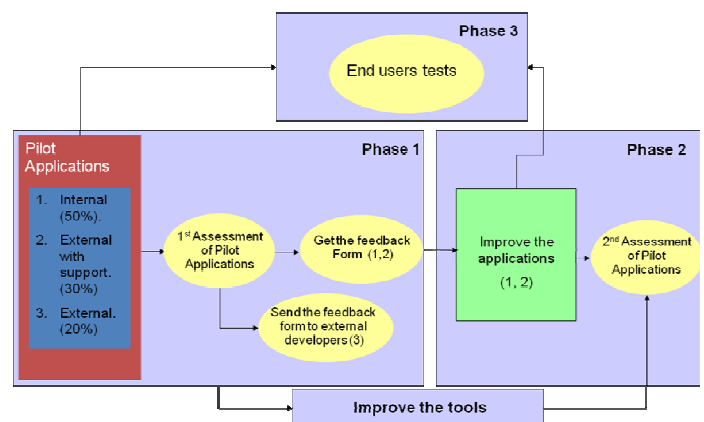 Phase 3
End users tests
Pilot
Applications
Phase 1
1. Internal
(50%).
2. External
with
support.
(30%)
3. External.
(20%)
1st Assessment
of Pilot
Applications
Get the feedback
Form (1,2)
Send the feedback
form to external
developers (3)
Phase 2
Improve the
applications
(1, 2)
2nd Assessment
of Pilot
Applications
Improve the tools